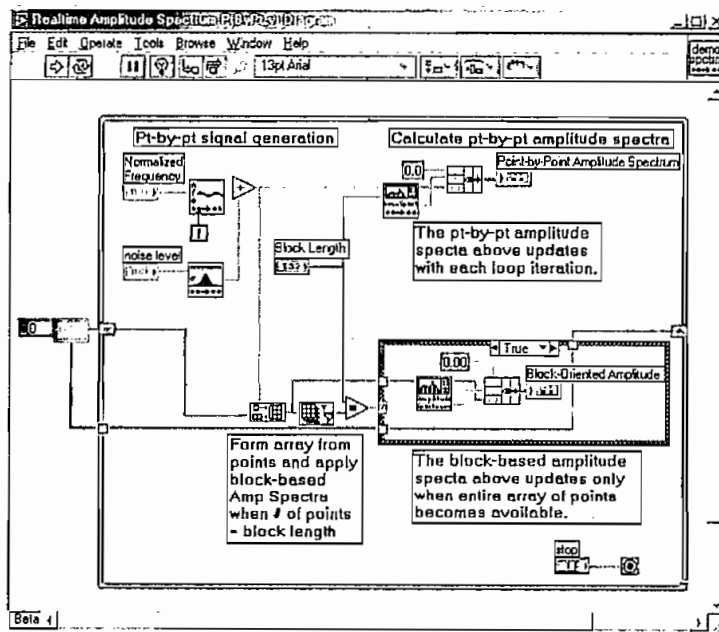 Realtime Amplitude Spectra
File Edit Operate Tools Browse Window Help
13pt Arial
demo
spectra
Pt-by-pt signal generation
Calculate pt-by-pt amplitude spectra
Normalized
Frequency
0.0
Point-by-Point Amplitude Spectrum
noise level
Block Length
The pt-by-pt amplitude
specta above updates
with each loop iteration.
0
True
0.00
Block-Oriented Amplitude
Form array from
points and apply
block-based
Amp Spectra
when # of points
= block length
The block-based amplitude
specta above updates only
when entire array of points
becomes available.
stop
Beta